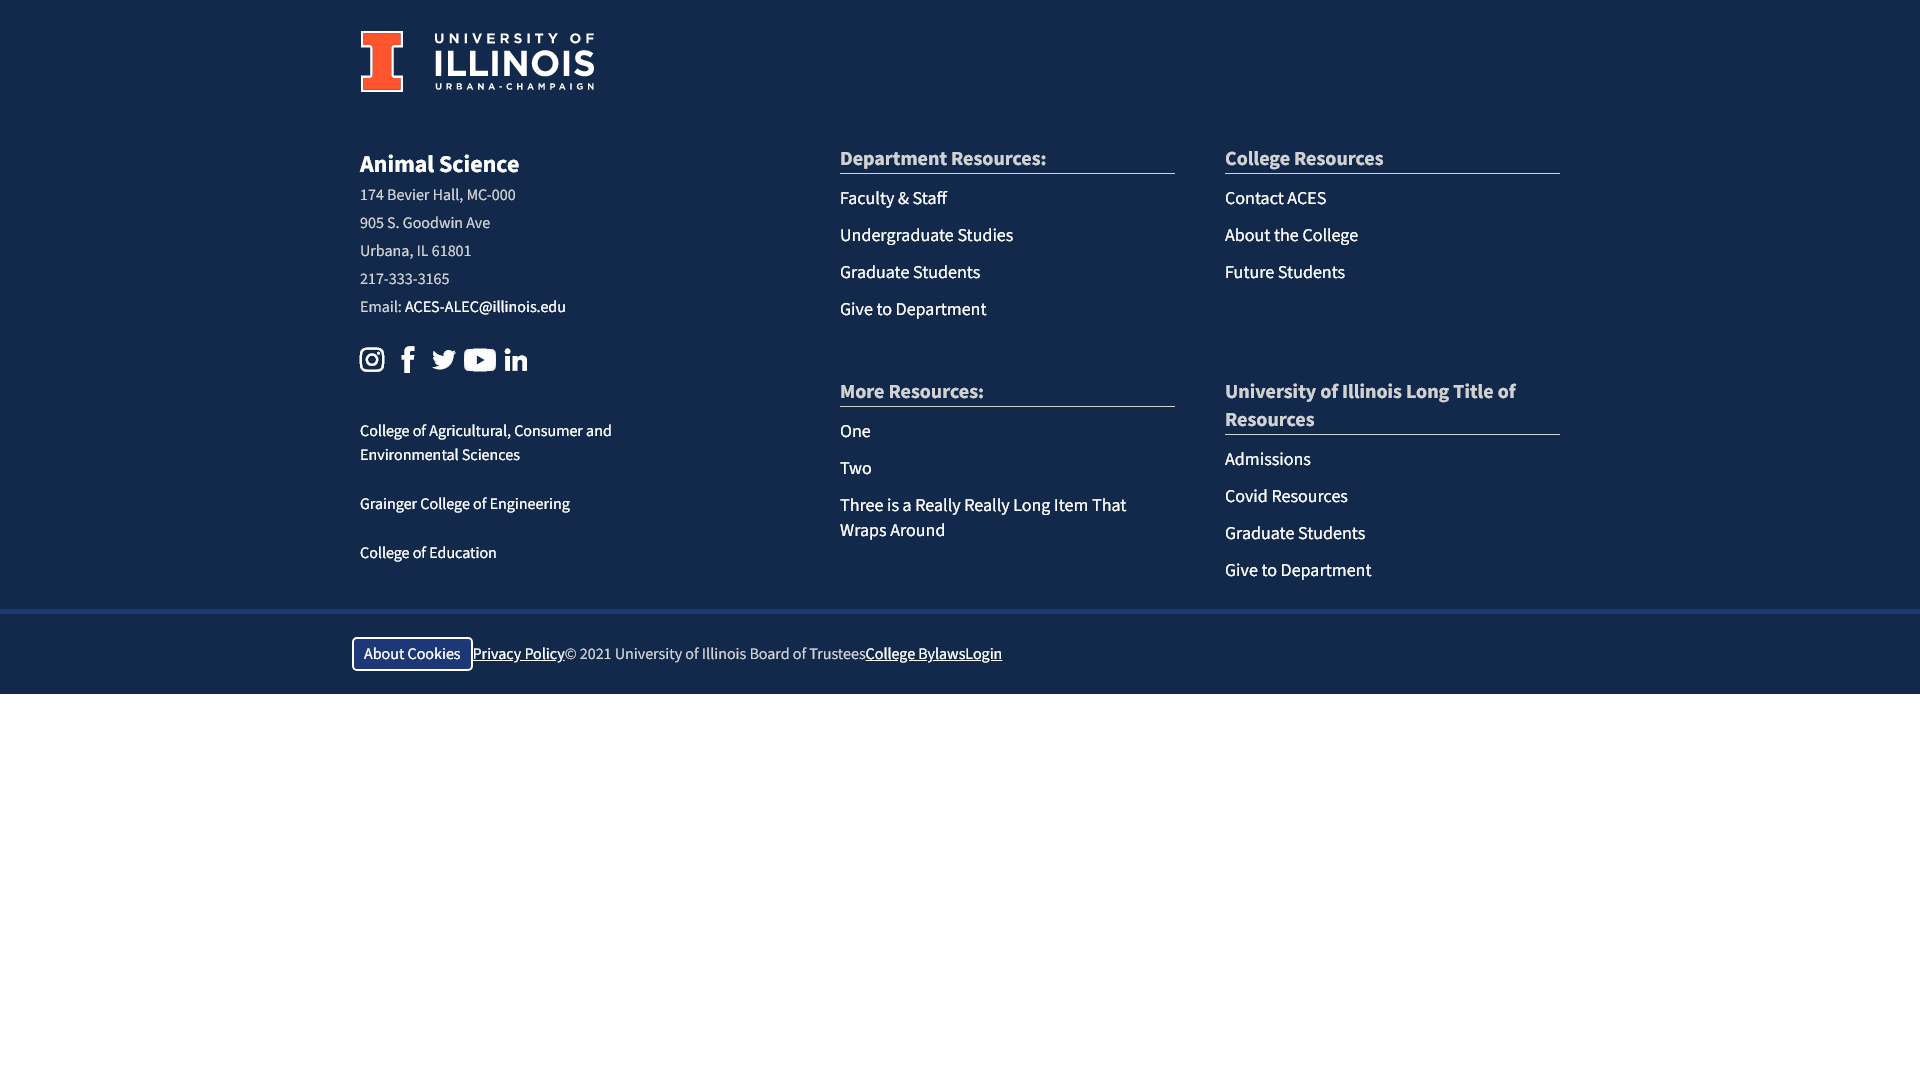 UNIVERSITY OF
ILLINOIS
URBANA-CHAMPAIGN
Animal Science
174 Bevier Hall, MC-000
905 S. Goodwin Ave
Urbana, IL 61801
217-333-3165
Email: ACES-ALEC@illinois.edu
College of Agricultural, Consumer and
Environmental Sciences
Grainger College of Engineering
College of Education
Department Resources:
Faculty & Staff
Undergraduate Studies
Graduate Students
Give to Department
College Resources
Contact ACES
About the College
Future Students
More Resources:
One
Two
Three is a Really Really Long Item That
Wraps Around
University of Illinois Long Title of
Resources
Admissions
Covid Resources
Graduate Students
Give to Department
About Cookies Privacy Policy© 2021 University of Illinois Board of TrusteesCollege BylawsLogin